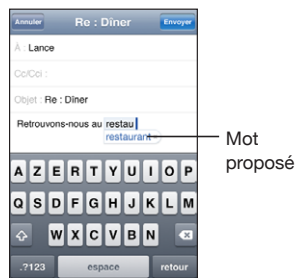 Annuler Re : Dîner Envoyer
À : Lance
Cc/Cci :
Objet : Re : Dîner
Retrouvons-nous au restau
restaurant
Mot
proposé
A Z E R T Y U I O P
Q S D F G H J K L M
W X C V B N
.?123 espace retour